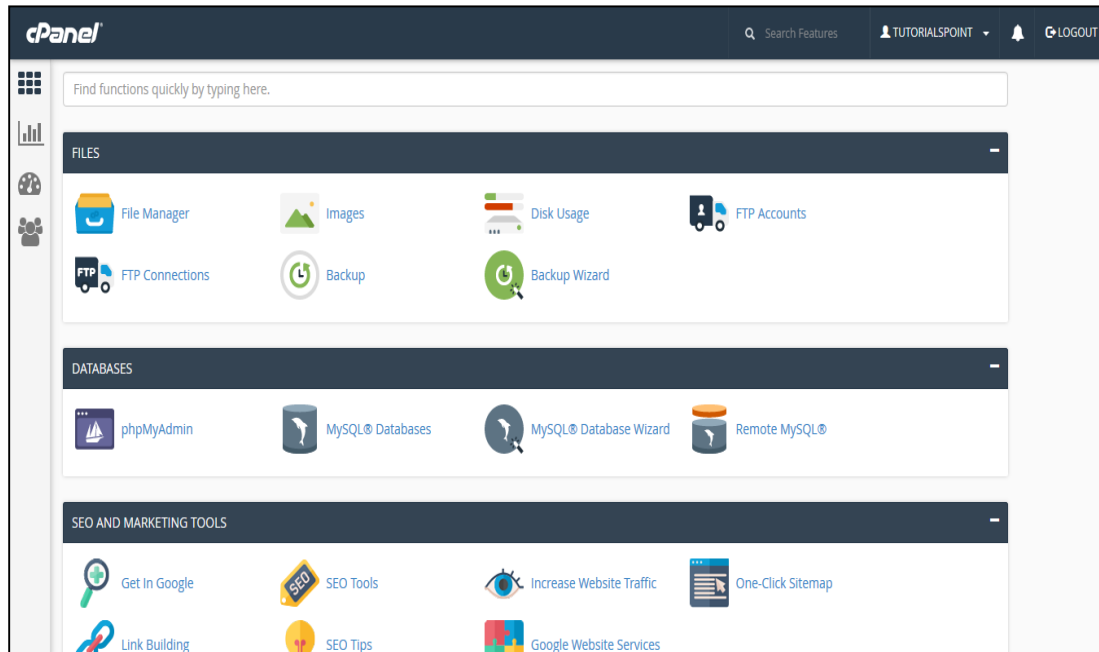 cPanel®
Search Features
TUTORIALSPOINT
LOGOUT
Find functions quickly by typing here.
FILES
File Manager
Images
Disk Usage
FTP Accounts
FTP
FTP Connections
Backup
Backup Wizard
DATABASES
phpMyAdmin
MySQL® Databases
MySQL® Database Wizard
Remote MySQL®
SEO AND MARKETING TOOLS
Get In Google
SEO
SEO Tools
Increase Website Traffic
One-Click Sitemap
Link Building
SEO Tips
Google Website Services